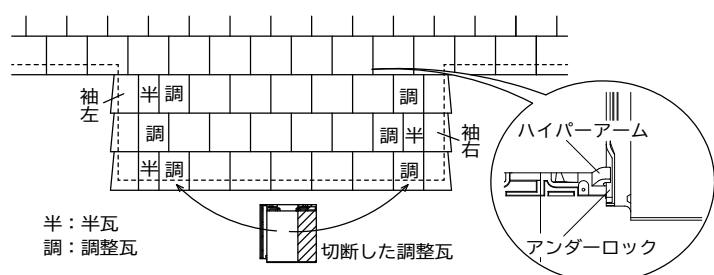 半 調 調
袖左
調 調 半
袖右
半 調 調
ハイパーアーム
アンダーロック
切断した調整瓦
半：半瓦
調：調整瓦